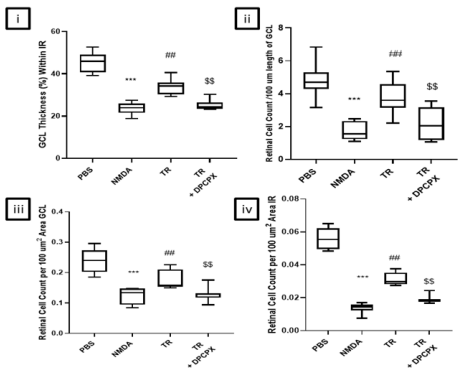 i
GCL Thickness (%) Within IR
60
40
20
0
***
##
$$
PBS
NMDA
TR
TR
+ DPCPX
ii
Retinal Cell Count /100 um length of GCL
8
6
4
2
0
***
###
$$
PBS
NMDA
TR
TR
+ DPCPX
iii
Retinal Cell Count per 100 um² Area GCL
0.4
0.3
0.2
0.1
0.0
***
##
$$
PBS
NMDA
TR
TR
+ DPCPX
iv
Retinal Cell Count per 100 um² Area IR
0.08
0.06
0.04
0.02
0.00
***
##
$$
PBS
NMDA
TR
TR
+ DPCPX